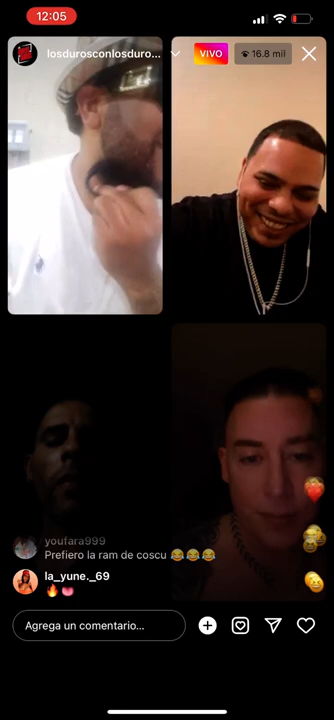 12:05
losdurosconlosduro...
VIVO
16.8 mil
youfara999
Prefiero la ram de coscu 😂😂😂
la_yune._69
🔥💗
Agrega un comentario...